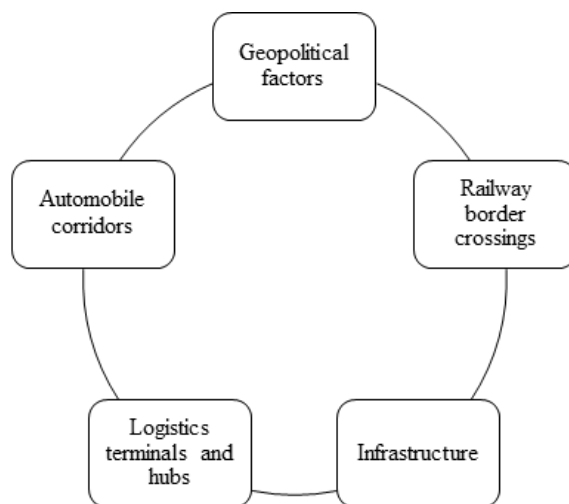 Geopolitical
factors
Automobile
corridors
Railway
border
crossings
Logistics
terminals and
hubs
Infrastructure